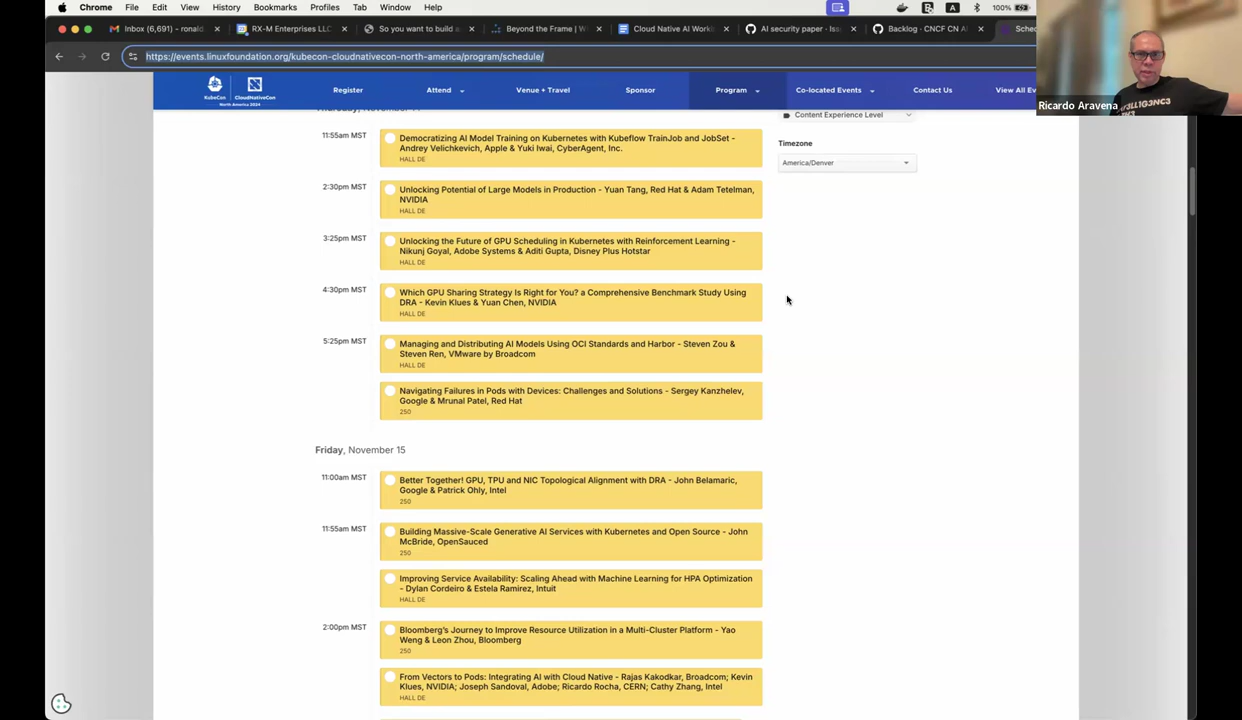 Chrome File Edit View History Bookmarks Profiles Tab Window Help 100%
Inbox (6,691) - ronald RX-M Enterprises LLC So you want to build Beyond the Frame | W Cloud Native AI Work Backlog - CNCF CN AI AI security paper · Iss Sched
https://events.linuxfoundation.org/kubecon-cloudnativecon-north-america/program/schedule/
KubeCon CloudNativeCon
North America 2024
Register Attend Venue + Travel Sponsor Program Co-located Events Contact Us View All Ev
Ricardo Aravena
Content Experience Level
Timezone
America/Denver
11:55am MST
Democratizing AI Model Training on Kubernetes with Kubeflow TrainJob and JobSet -
Andrey Velichkevich, Apple & Yuki Iwai, CyberAgent, Inc.
HALL DE
2:30pm MST
Unlocking Potential of Large Models in Production - Yuan Tang, Red Hat & Adam Tetelman,
NVIDIA
HALL DE
3:25pm MST
Unlocking the Future of GPU Scheduling in Kubernetes with Reinforcement Learning -
Nikunj Goyal, Adobe Systems & Aditi Gupta, Disney Plus Hotstar
HALL DE
4:30pm MST
Which GPU Sharing Strategy Is Right for You? a Comprehensive Benchmark Study Using
DRA - Kevin Klues & Yuan Chen, NVIDIA
HALL DE
5:25pm MST
Managing and Distributing AI Models Using OCI Standards and Harbor - Steven Zou &
Steven Ren, VMware by Broadcom
HALL DE
Navigating Failures in Pods with Devices: Challenges and Solutions - Sergey Kanzhelev,
Google & Mrunal Patel, Red Hat
250
Friday, November 15
11:00am MST
Better Together! GPU, TPU and NIC Topological Alignment with DRA - John Belamaric,
Google & Patrick Ohly, Intel
250
11:55am MST
Building Massive-Scale Generative AI Services with Kubernetes and Open Source - John
McBride, OpenSauced
250
Improving Service Availability: Scaling Ahead with Machine Learning for HPA Optimization
- Dylan Cordeiro & Estela Ramirez, Intuit
HALL DE
2:00pm MST
Bloomberg's Journey to Improve Resource Utilization in a Multi-Cluster Platform - Yao
Weng & Leon Zhou, Bloomberg
250
From Vectors to Pods: Integrating AI with Cloud Native - Rajas Kakodkar, Broadcom; Kevin
Klues, NVIDIA; Joseph Sandoval, Adobe; Ricardo Rocha, CERN; Cathy Zhang, Intel
HALL DE